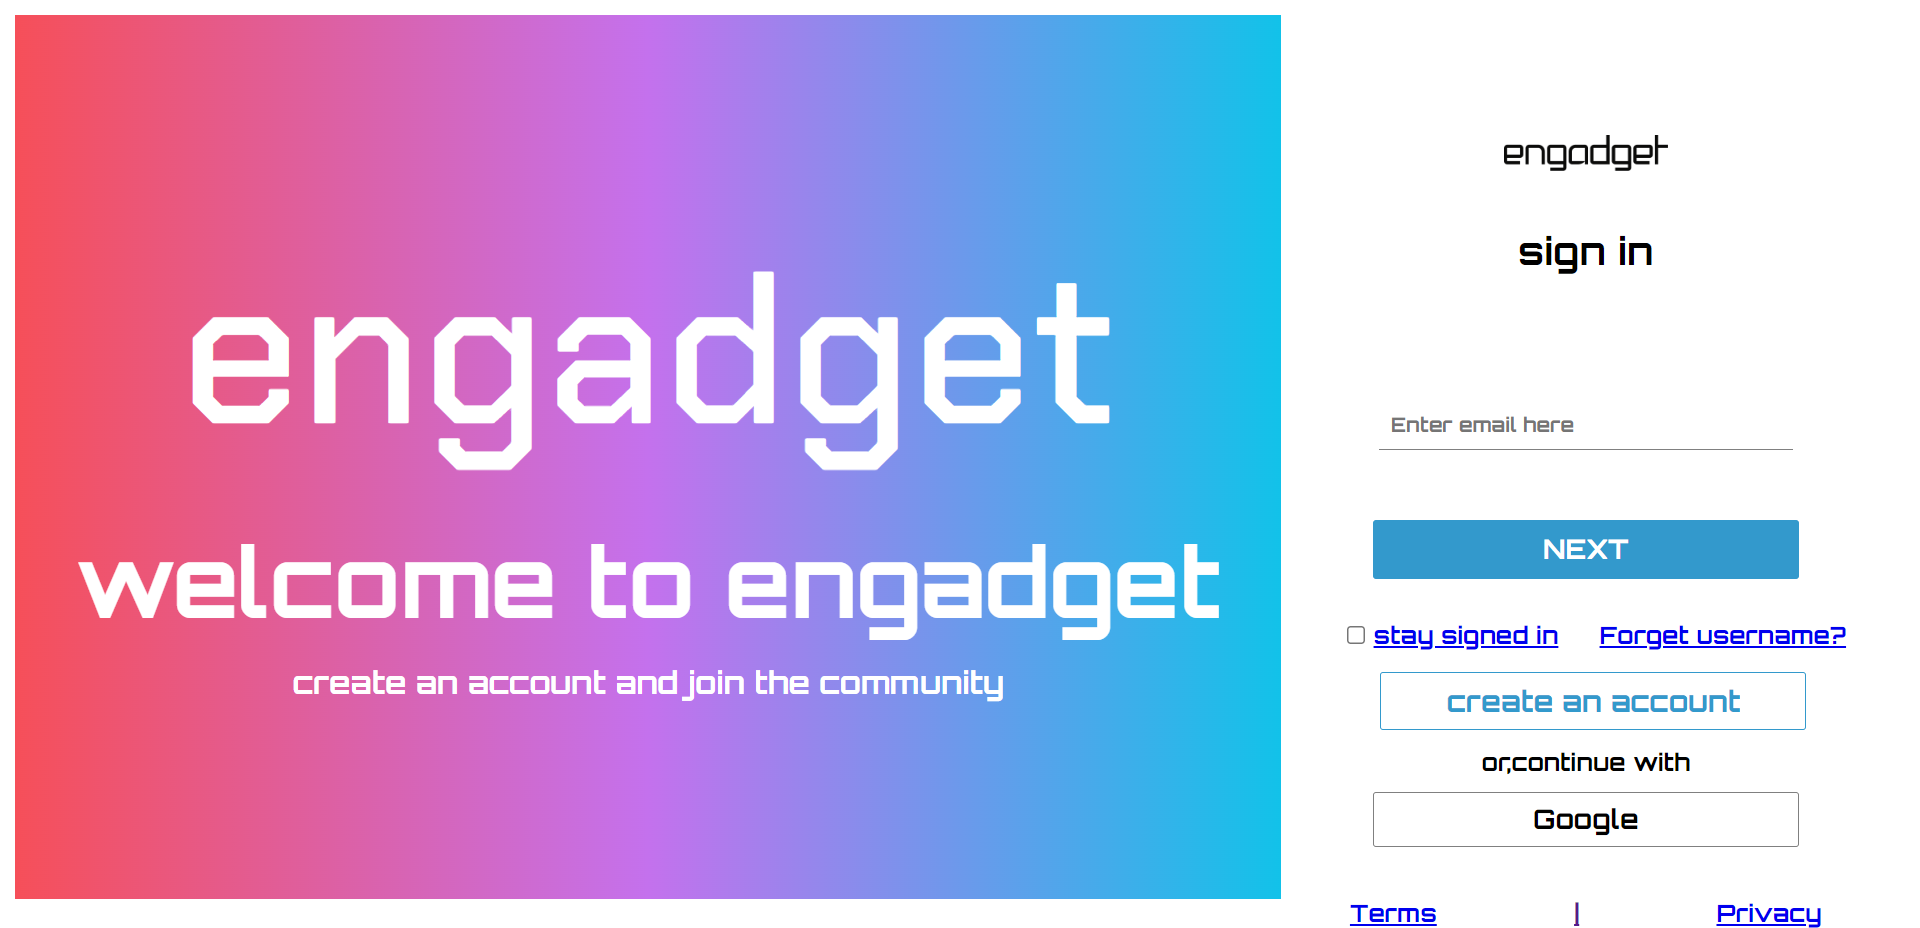 engadget
welcome to engadget
create an account and join the community
engadget
sign in
Enter email here
NEXT
stay signed in Forget username?
create an account
or,continue with
Google
Terms | Privacy